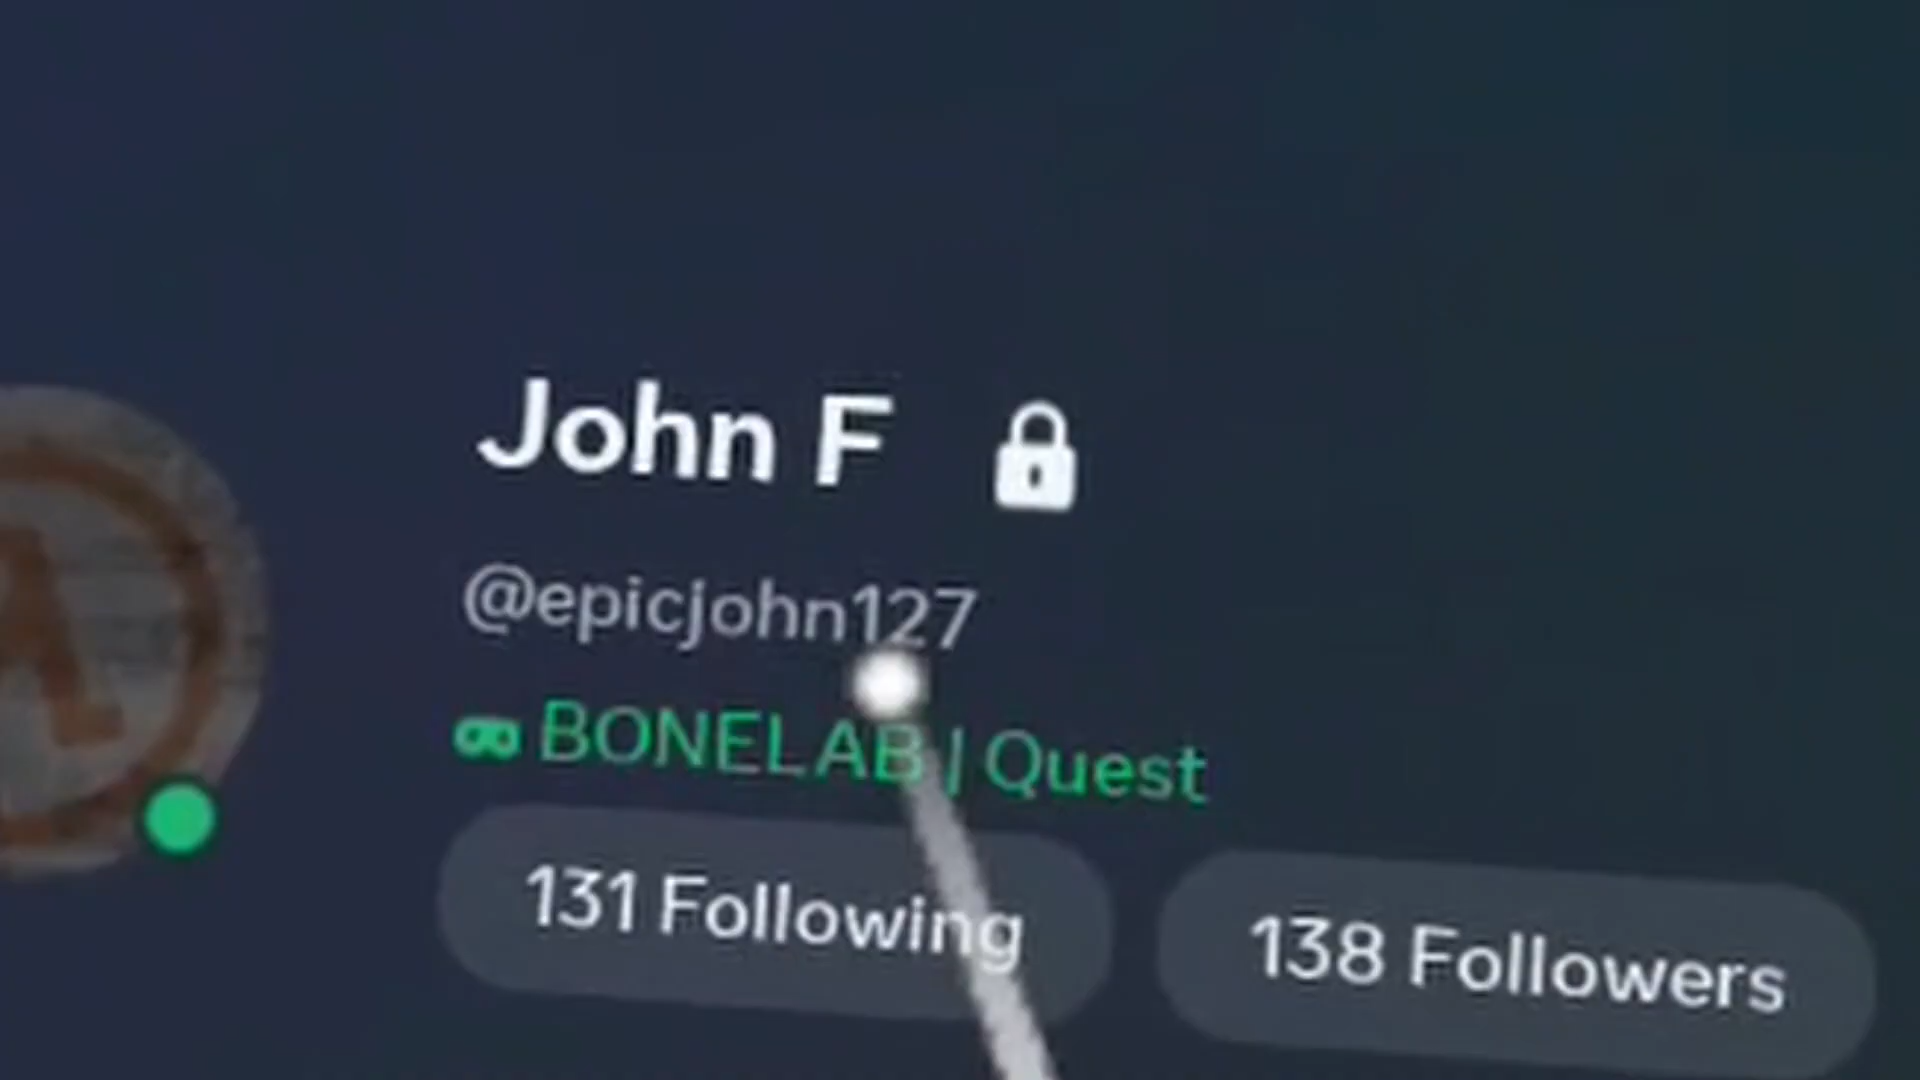 John F
@epicjohn127
BONELAB | Quest
131 Following
138 Followers